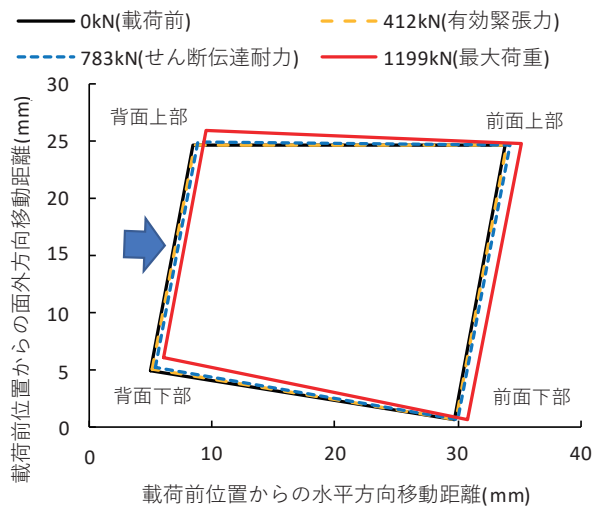 0kN(載荷前)
412kN(有効緊張力)
783kN(せん断伝達耐力)
1199kN(最大荷重)
載荷前位置からの面外方向移動距離(mm)
30
25
20
15
10
5
0
背面上部
前面上部
背面下部
前面下部
0
10
20
30
40
載荷前位置からの水平方向移動距離(mm)